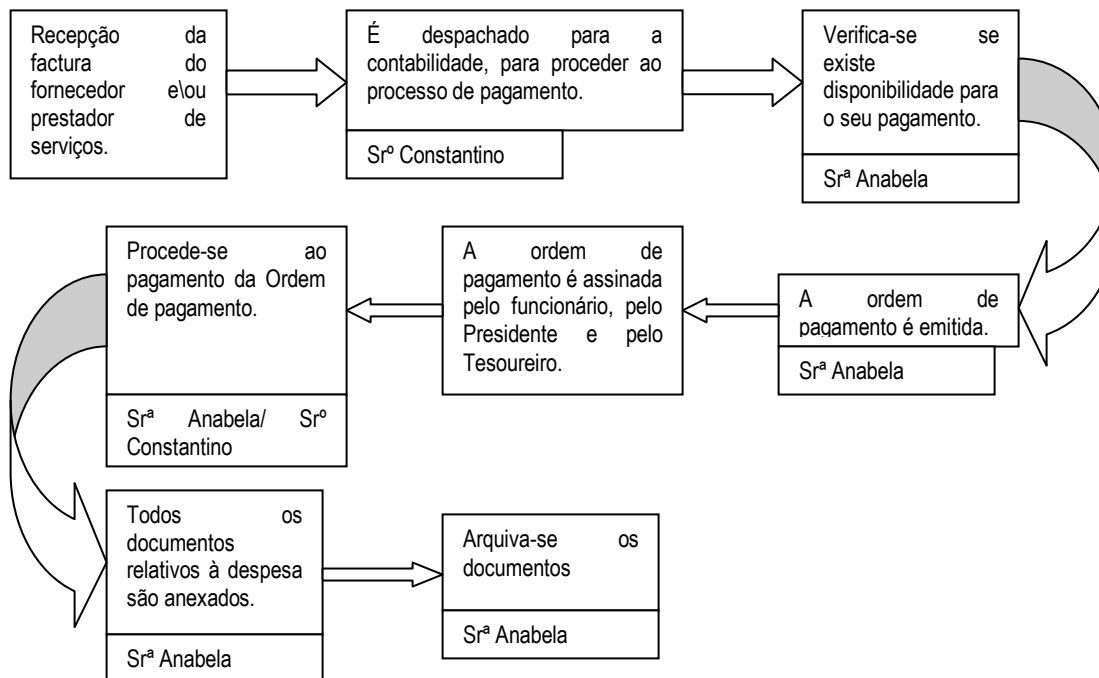 Recepção da
factura do
fornecedor e\ou
prestador de
serviços.
É despachado para a
contabilidade, para proceder ao
processo de pagamento.
Srº Constantino
Verifica-se se
existe
disponibilidade para
o seu pagamento.
Srª Anabela
A ordem de
pagamento é emitida.
Srª Anabela
A ordem de
pagamento é assinada
pelo funcionário, pelo
Presidente e pelo
Tesoureiro.
Procede-se ao
pagamento da Ordem
de pagamento.
Srª Anabela/ Srº
Constantino
Todos os
documentos
relativos à despesa
são anexados.
Srª Anabela
Arquiva-se os
documentos
Srª Anabela